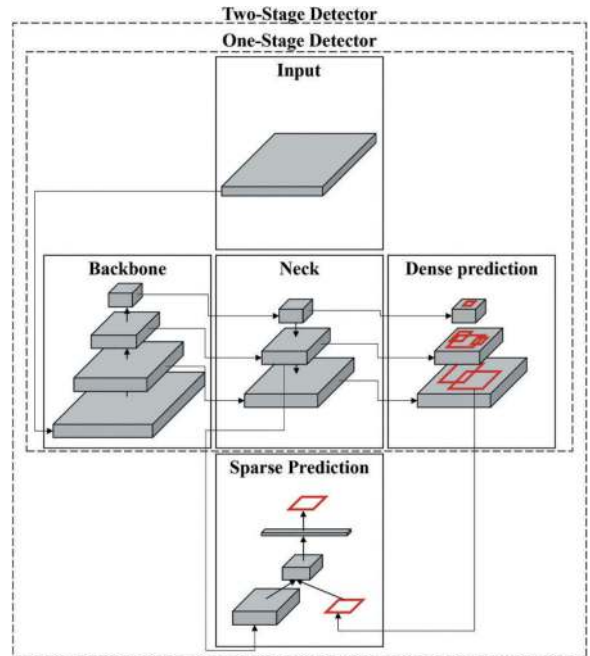 Two-Stage Detector
One-Stage Detector
Input
Backbone
Neck
Dense prediction
Sparse Prediction